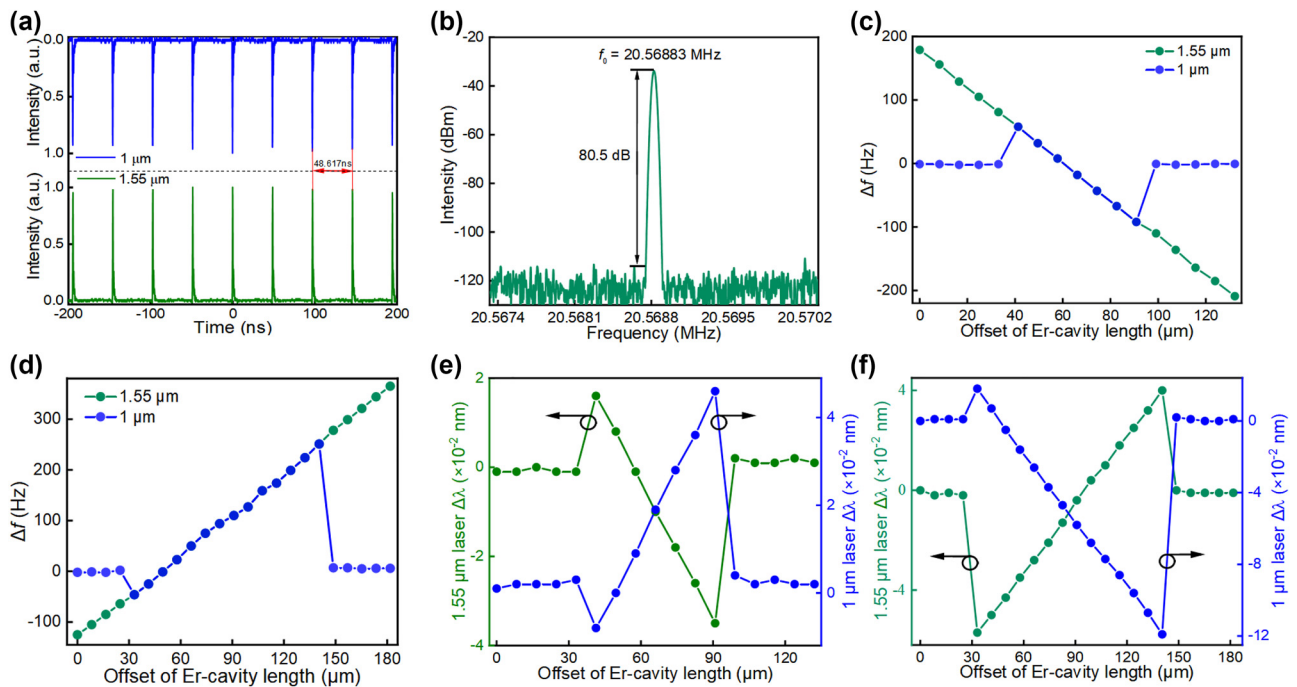 (a)
0.0
0.5
1.0
Intensity (a.u.)
1 μm
48.617ns
1.55 μm
1.0
0.5
0.0
Intensity (a.u.)
-200 -100 0 100 200
Time (ns)
(b)
-20
-40
-60
-80
-100
-120
Intensity (dBm)
f0 = 20.56883 MHz
80.5 dB
20.5674 20.5681 20.5688 20.5695 20.5702
Frequency (MHz)
(c)
200
100
0
-100
-200
Δf (Hz)
1.55 μm
1 μm
0 20 40 60 80 100 120
Offset of Er-cavity length (μm)
(d)
300
200
100
0
-100
Δf (Hz)
1.55 μm
1 μm
0 30 60 90 120 150 180
Offset of Er-cavity length (μm)
(e)
2
0
-2
-4
1.55 μm laser Δλ (×10⁻² nm)
4
2
0
1 μm laser Δλ (×10⁻² nm)
0 30 60 90 120
Offset of Er-cavity length (μm)
(f)
4
0
-4
1.55 μm laser Δλ (×10⁻² nm)
0
-4
-8
-12
1 μm laser Δλ (×10⁻² nm)
0 30 60 90 120 150 180
Offset of Er-cavity length (μm)